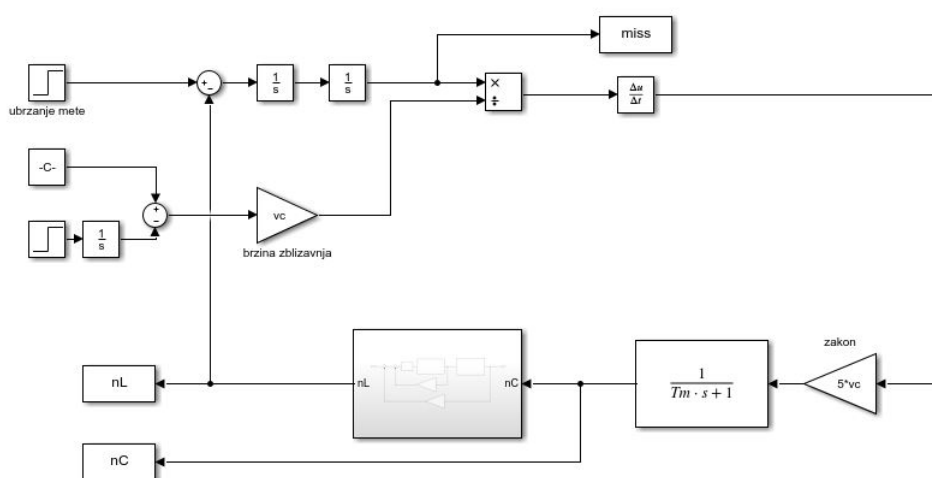 miss
1
s
1
s
×
÷
Δu
Δt
+
−
ubrzanje mete
-C-
+
−
1
s
vc
brzina zblizavnja
zakon
nL
nL
nC
1
Tm · s + 1
5*vc
nC